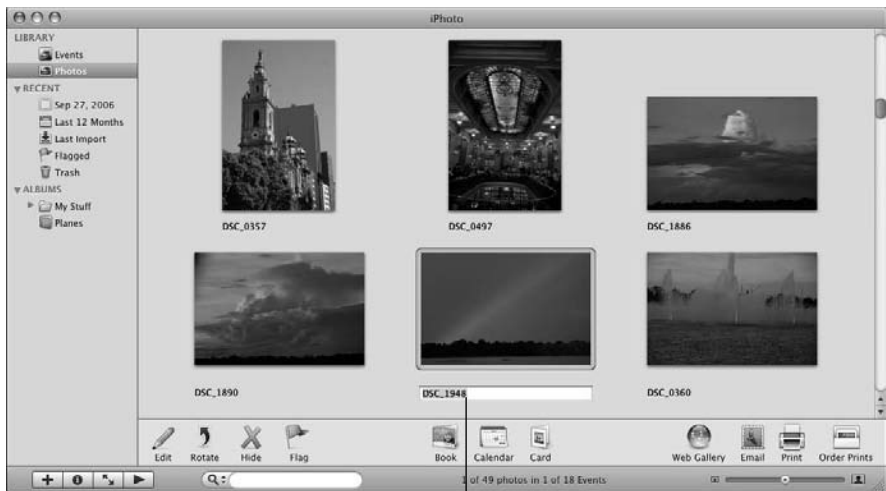 iPhoto
LIBRARY
Events
Photos
RECENT
Sep 27, 2006
Last 12 Months
Last Import
Flagged
Trash
ALBUMS
My Stuff
Planes
DSC_0357
DSC_0497
DSC_1886
DSC_1890
DSC_1948
DSC_0360
Edit
Rotate
Hide
Flag
Book
Calendar
Card
Web Gallery
Email
Print
Order Prints
of 49 photos in 1 of 18 Events